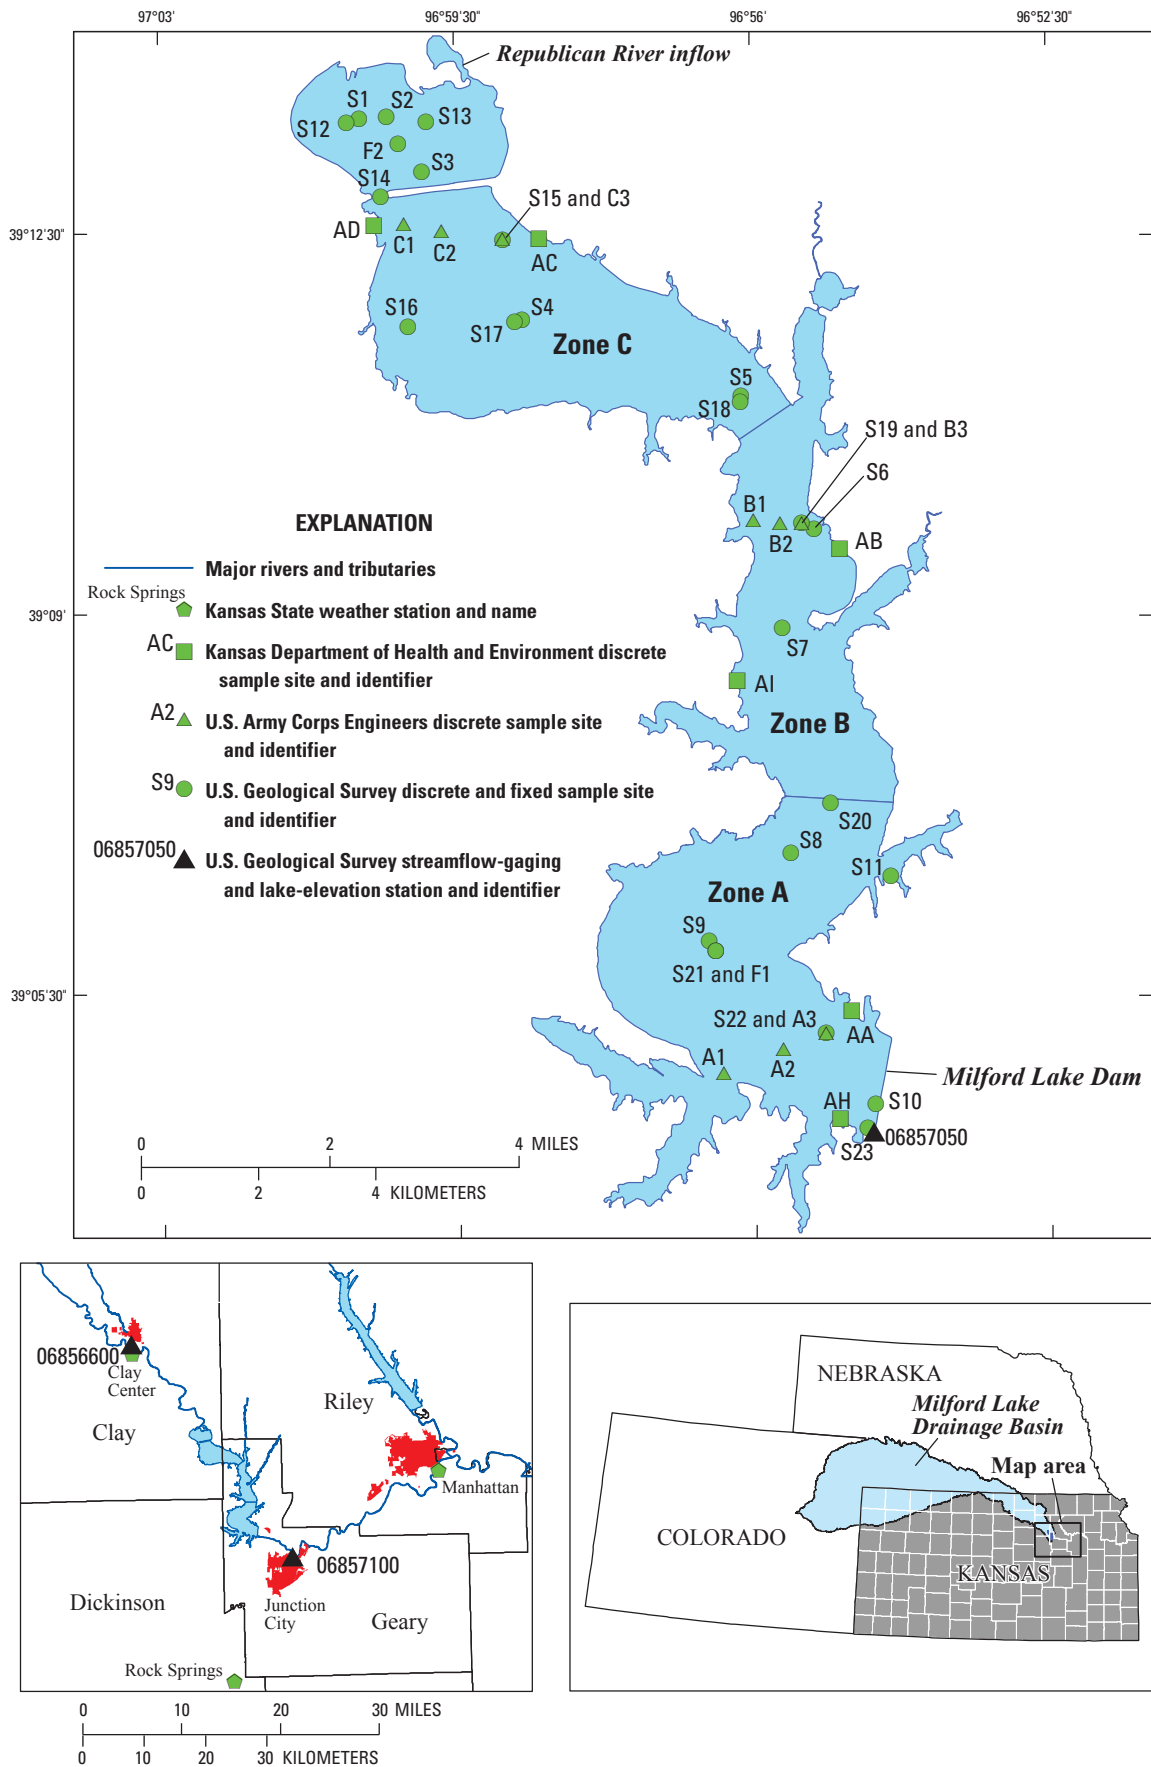 97°03'
96°59'30"
96°56'
96°52'30"
Republican River inflow
S1
S2
S12
S13
F2
S3
S14
S15 and C3
39°12'30"
AD
C1
C2
AC
S16
S4
S17
Zone C
S5
S18
S19 and B3
S6
B1
B2
AB
EXPLANATION
Major rivers and tributaries
Rock Springs
Kansas State weather station and name
39°09'
S7
AC
Kansas Department of Health and Environment discrete
sample site and identifier
AI
A2
U.S. Army Corps Engineers discrete sample site
and identifier
Zone B
S9
U.S. Geological Survey discrete and fixed sample site
and identifier
S20
S8
06857050
U.S. Geological Survey streamflow-gaging
and lake-elevation station and identifier
S11
Zone A
S9
S21 and F1
39°05'30"
S22 and A3
AA
A1
A2
Milford Lake Dam
AH
S10
06857050
S23
0 2 4 MILES
0 2 4 KILOMETERS
06856600
Clay
Center
Clay
Riley
Manhattan
06857100
Dickinson
Junction
City
Geary
Rock Springs
0 10 20 30 MILES
0 10 20 30 KILOMETERS
NEBRASKA
Milford Lake
Drainage Basin
Map area
COLORADO
KANSAS